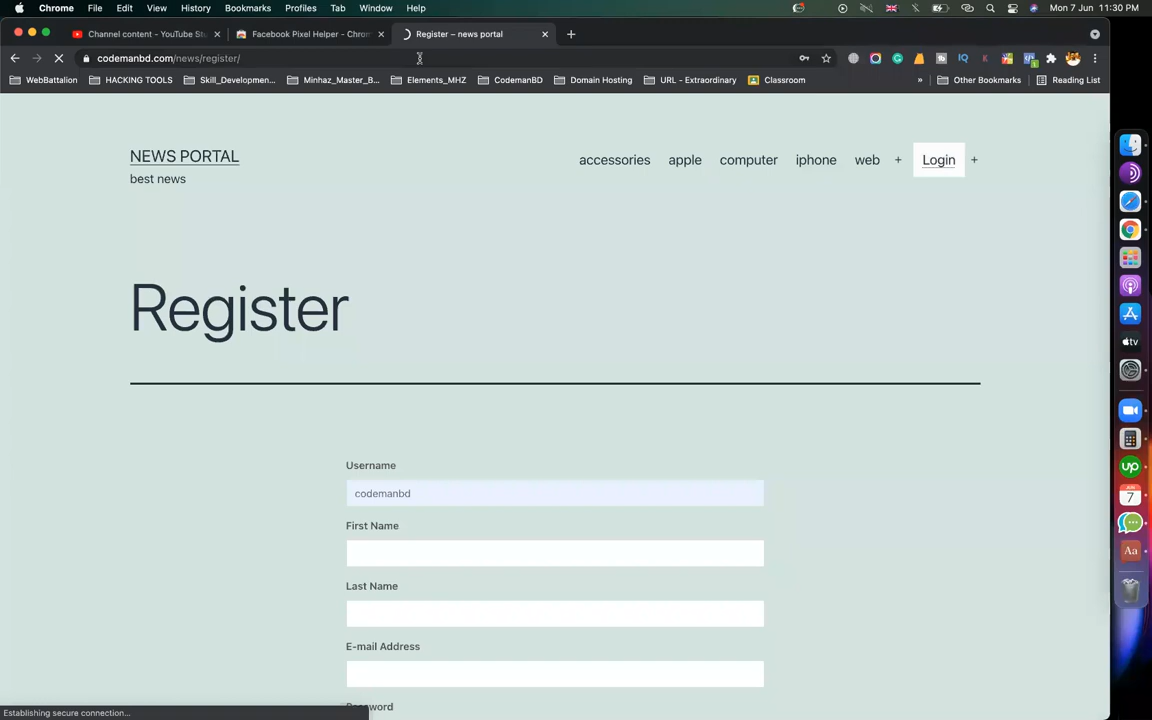 Chrome File Edit View History Bookmarks Profiles Tab Window Help Mon 7 Jun 11:30 PM
Channel content - YouTube Stu Facebook Pixel Helper - Chrom Register – news portal
codemanbd.com/news/register/
WebBattalion HACKING TOOLS Skill_Developmen... Minhaz_Master_B... Elements_MHZ CodemanBD Domain Hosting URL - Extraordinary Classroom » Other Bookmarks Reading List
NEWS PORTAL
best news
accessories apple computer iphone web + Login +
Register
Username
codemanbd
First Name
Last Name
E-mail Address
Password
Establishing secure connection...